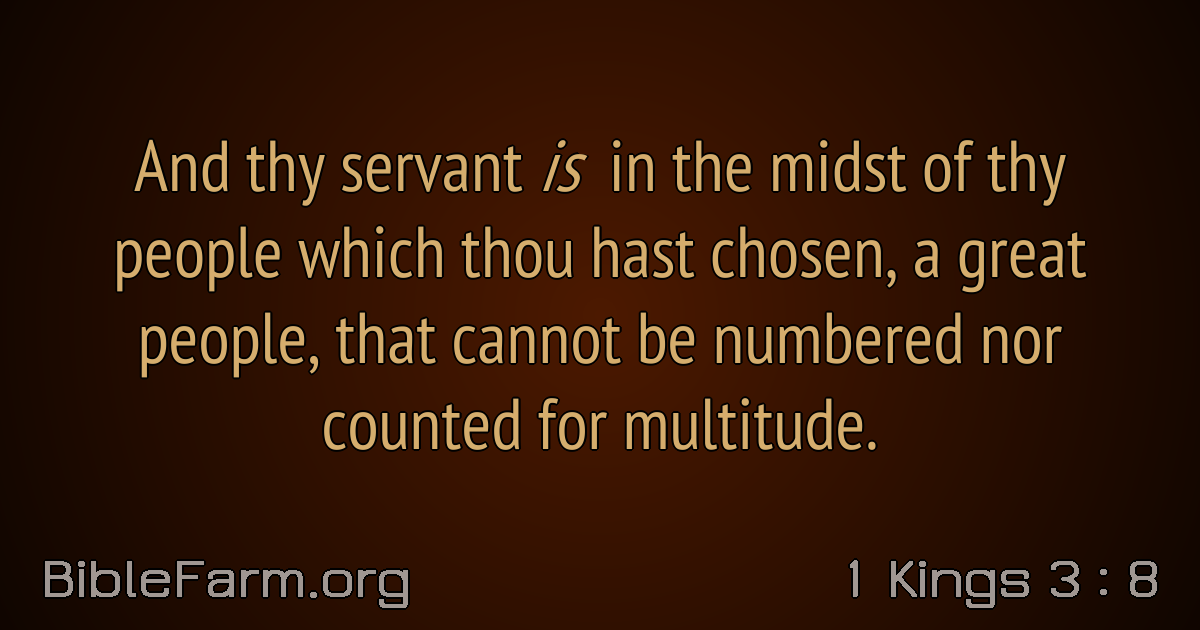 And thy servant is in the midst of thy
people which thou hast chosen, a great
people, that cannot be numbered nor
counted for multitude.
BibleFarm.org
1 Kings 3 : 8